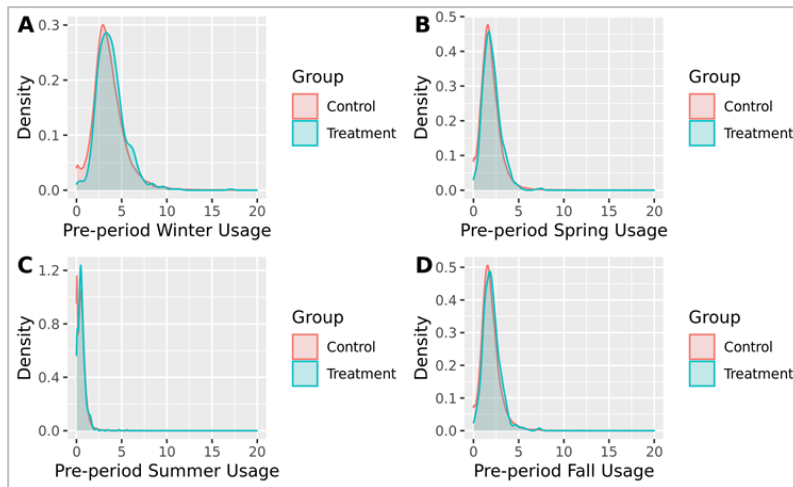 A
0.3
0.2
0.1
0.0
Density
0 5 10 15 20
Pre-period Winter Usage
Group
Control
Treatment
B
0.5
0.4
0.3
0.2
0.1
0.0
Density
0 5 10 15 20
Pre-period Spring Usage
Group
Control
Treatment
C
1.2
0.8
0.4
0.0
Density
0 5 10 15 20
Pre-period Summer Usage
Group
Control
Treatment
D
0.5
0.4
0.3
0.2
0.1
0.0
Density
0 5 10 15 20
Pre-period Fall Usage
Group
Control
Treatment